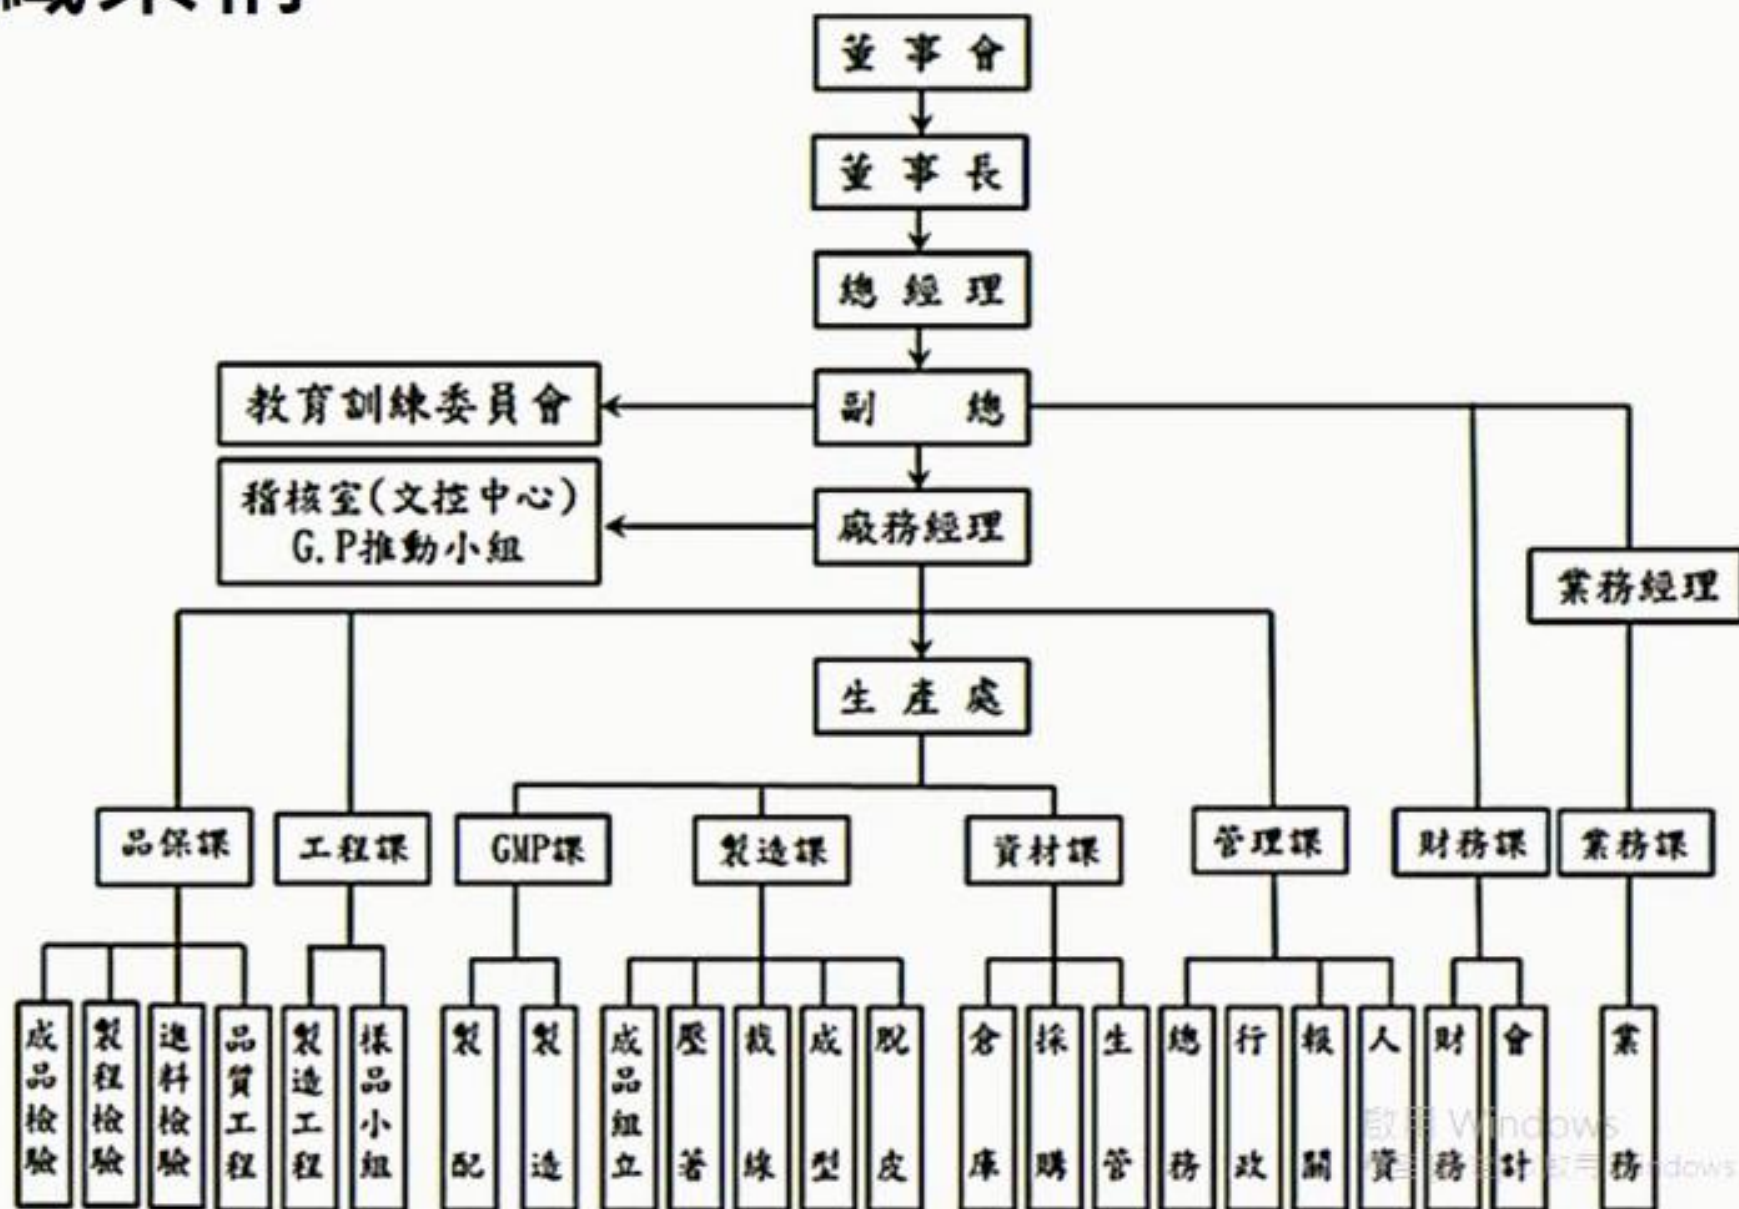 織架構
董事會
董事長
總經理
教育訓練委員會
副總
稽核室(文控中心)
G.P推動小組
廠務經理
業務經理
生產處
品保課
工程課
GMP課
製造課
資材課
管理課
財務課
業務課
成品檢驗
製程檢驗
進料檢驗
品質工程
製造工程
樣品小組
製配
製造
成品組立
壓著
裁線
成型
脫皮
倉庫
採購
生管
總務
行政
報關
人資
財務
會計
業務
啟用 Windows